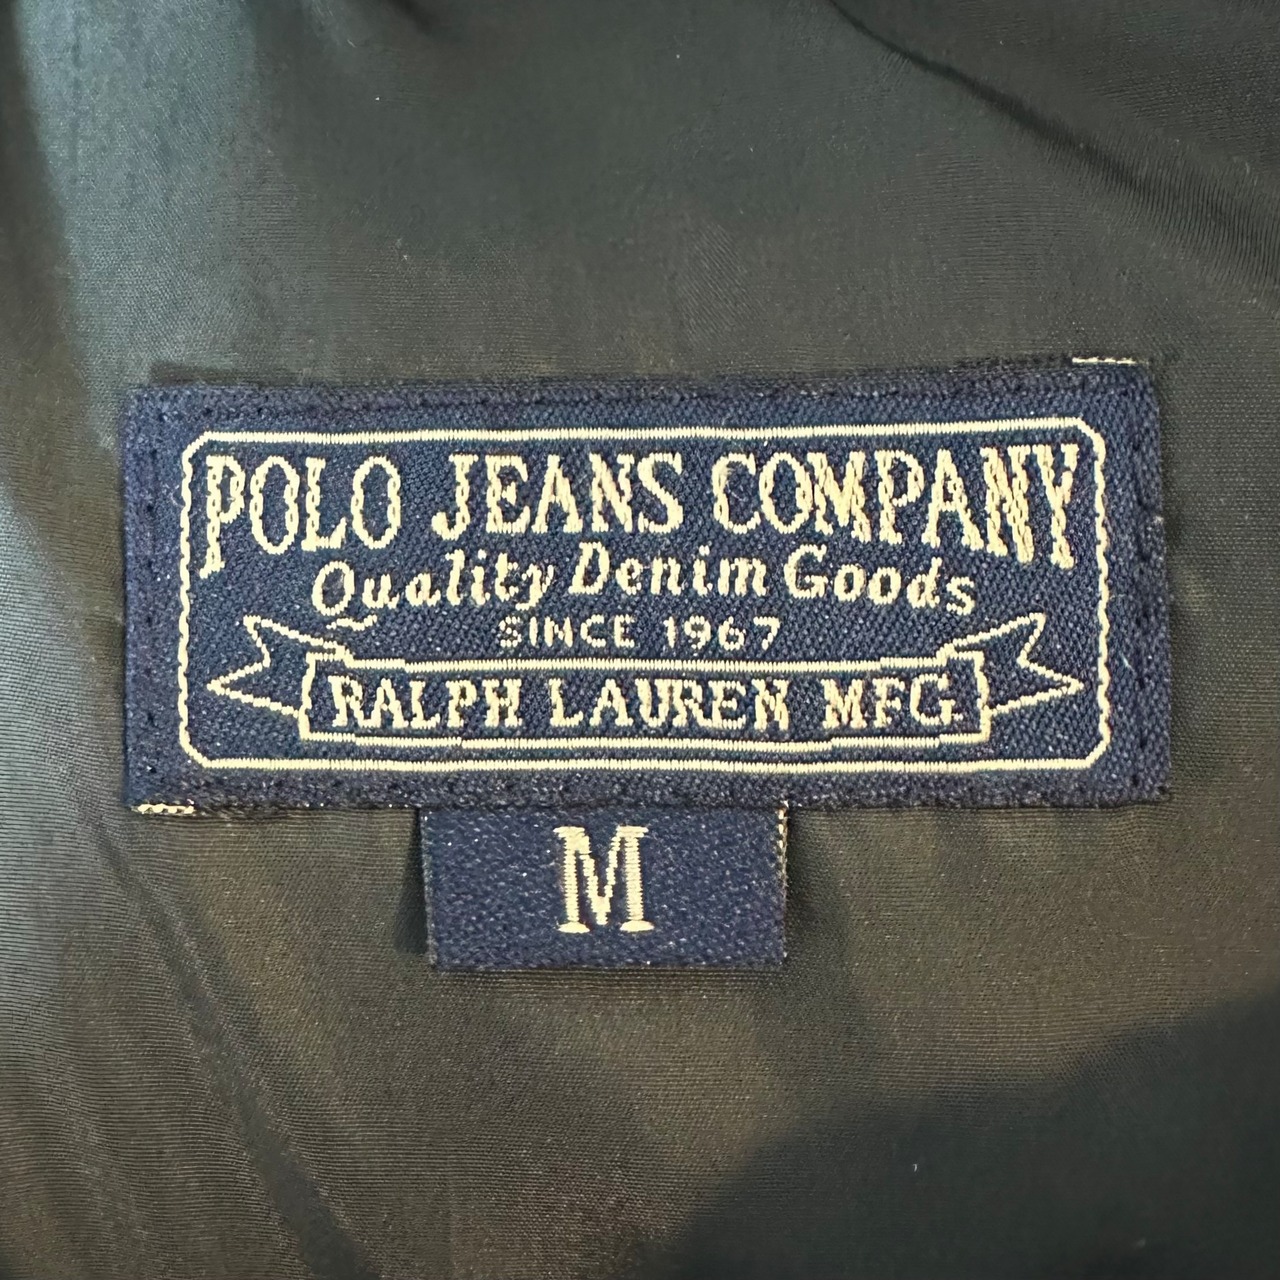 POLO JEANS COMPANY
Quality Denim Goods
SINCE 1967
RALPH LAUREN MFG.
M